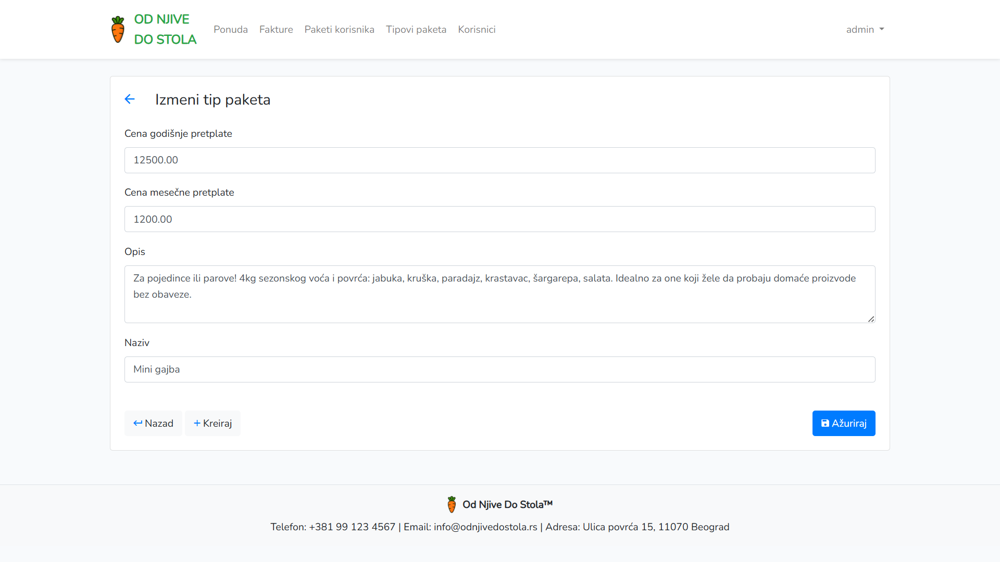 OD NJIVE
DO STOLA
Ponuda
Fakture
Paketi korisnika
Tipovi paketa
Korisnici
admin
Izmeni tip paketa
Cena godišnje pretplate
12500.00
Cena mesečne pretplate
1200.00
Opis
Za pojedince ili parove! 4kg sezonskog voća i povrća: jabuka, kruška, paradajz, krastavac, šargarepa, salata. Idealno za one koji žele da probaju domaće proizvode
bez obaveze.
Naziv
Mini gajba
Nazad
Kreiraj
Ažuriraj
Od Njive Do Stola™
Telefon: +381 99 123 4567 | Email: info@odnjivedostola.rs | Adresa: Ulica povrća 15, 11070 Beograd